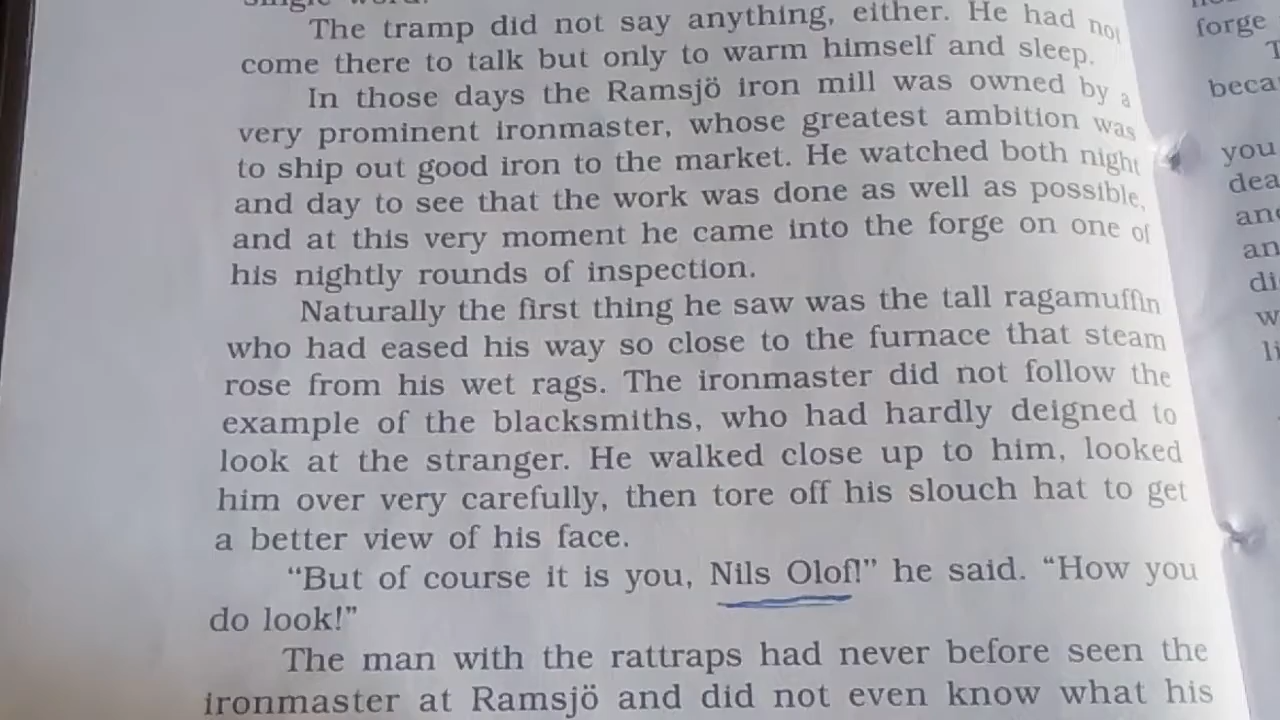 The tramp did not say anything, either. He had not
come there to talk but only to warm himself and sleep.
In those days the Ramsjö iron mill was owned by a
very prominent ironmaster, whose greatest ambition was
to ship out good iron to the market. He watched both night
and day to see that the work was done as well as possible,
and at this very moment he came into the forge on one of
his nightly rounds of inspection.
Naturally the first thing he saw was the tall ragamuffin
who had eased his way so close to the furnace that steam
rose from his wet rags. The ironmaster did not follow the
example of the blacksmiths, who had hardly deigned to
look at the stranger. He walked close up to him, looked
him over very carefully, then tore off his slouch hat to get
a better view of his face.
“But of course it is you, Nils Olof!” he said. “How you
do look!”
The man with the rattraps had never before seen the
ironmaster at Ramsjö and did not even know what his
forge
you